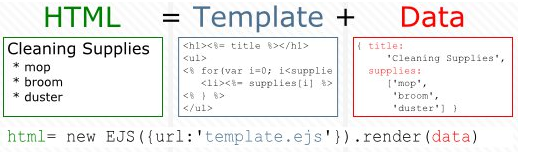 HTML = Template + Data
Cleaning Supplies
* mop
* broom
* duster
<h1><%= title %></h1>
<ul>
<% for(var i=0; i<supplie
<li><%= supplies[i] %>
<% } %>
</ul>
{ title:
'Cleaning Supplies',
supplies:
['mop',
'broom',
'duster'] }
html= new EJS({url:'template.ejs'}).render(data)